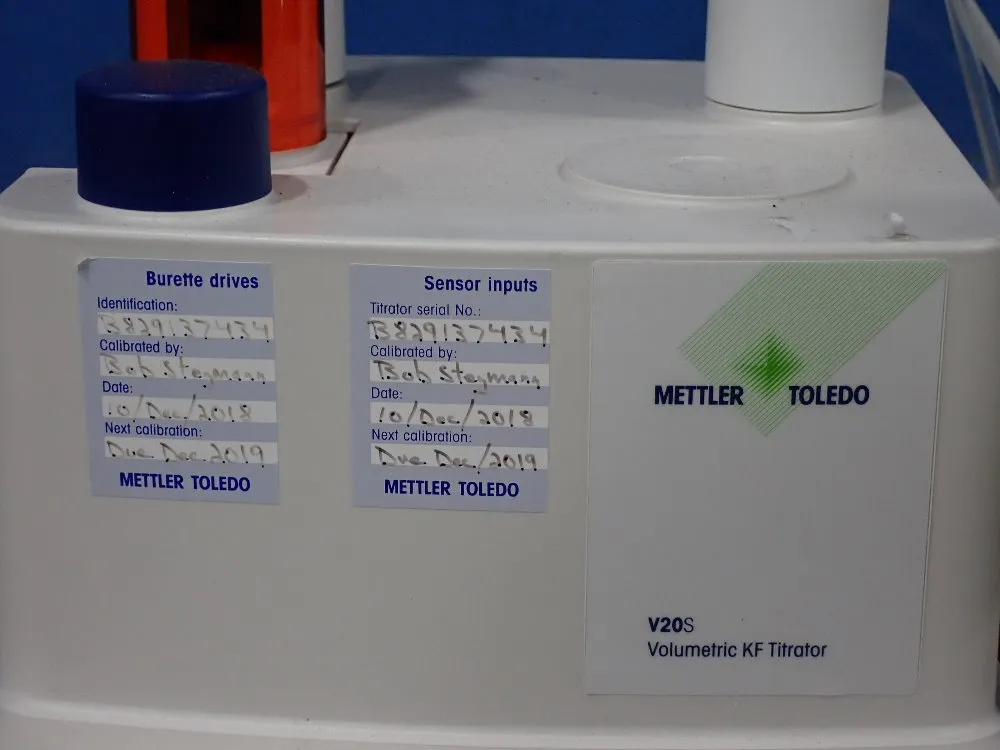 Burette drives
Identification:
B829137434
Calibrated by:
Bob Stegmann
Date:
10/Dec/2018
Next calibration:
Due Dec 2019
METTLER TOLEDO
Sensor inputs
Titrator serial No.:
B829137434
Calibrated by:
Bob Stegmann
Date:
10/Dec/2018
Next calibration:
Due Dec/2019
METTLER TOLEDO
METTLER TOLEDO
V20S
Volumetric KF Titrator